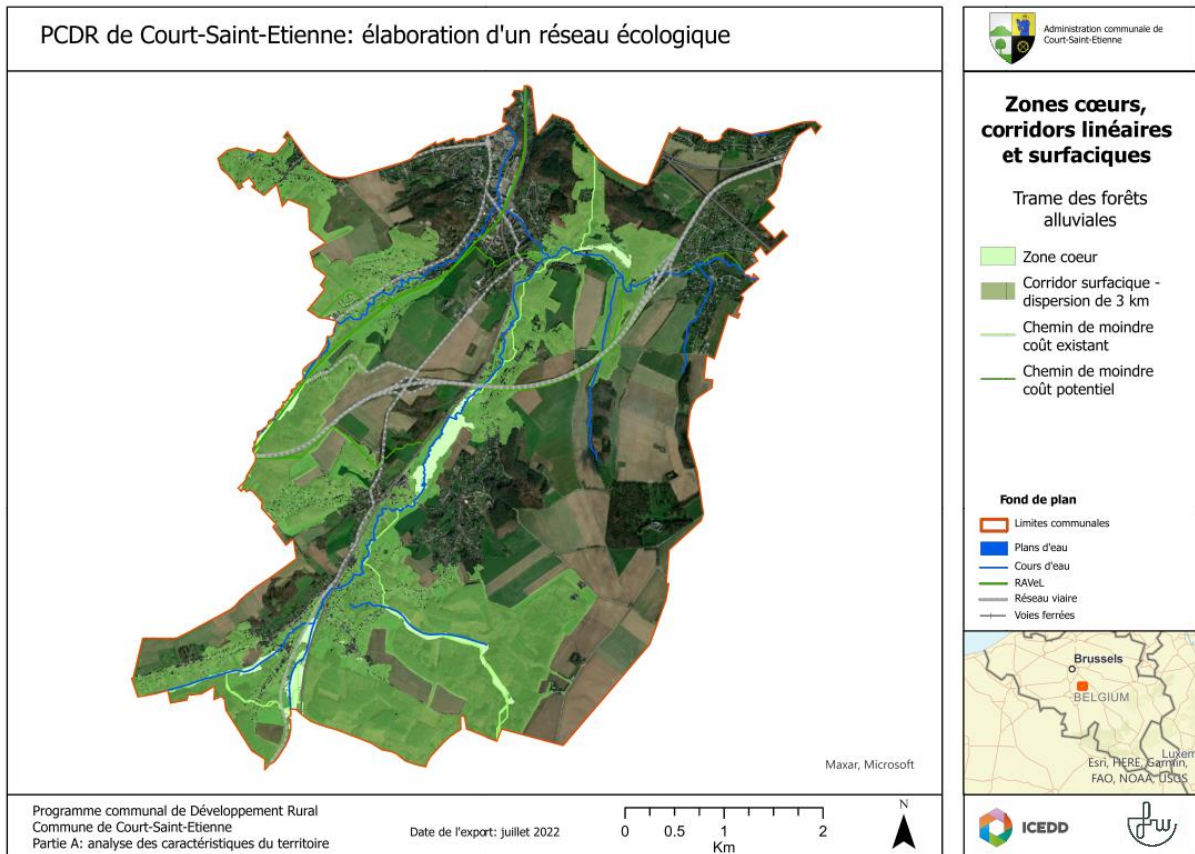 PCDR de Court-Saint-Etienne: élaboration d'un réseau écologique
Administration communale de
Court-Saint-Etienne
Zones cœurs,
corridors linéaires
et surfaciques
Trame des forêts
alluviales
Zone coeur
Corridor surfacique -
dispersion de 3 km
Chemin de moindre
coût existant
Chemin de moindre
coût potentiel
Fond de plan
Limites communales
Plans d'eau
Cours d'eau
RAVeL
Réseau viaire
Voies ferrées
Brussels
BELGIUM
Luxem
Esri, HERE, Garmin,
FAO, NOAA, USGS
Maxar, Microsoft
Programme communal de Développement Rural
Commune de Court-Saint-Etienne
Partie A: analyse des caractéristiques du territoire
Date de l'export: juillet 2022
0 0.5 1 2
Km
N
ICEDD